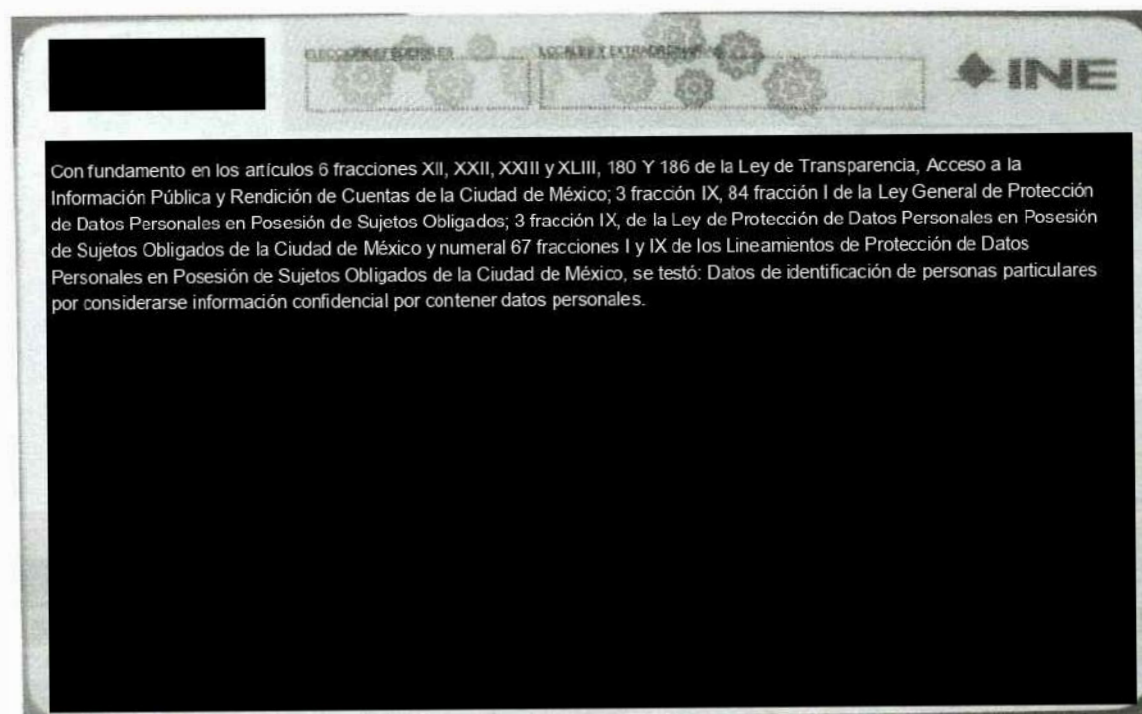 ELECCIONES FEDERALES
LOCALES Y EXTRAORDINARIAS
INE
Con fundamento en los artículos 6 fracciones XII, XXII, XXIII y XLIII, 180 Y 186 de la Ley de Transparencia, Acceso a la
Información Pública y Rendición de Cuentas de la Ciudad de México; 3 fracción IX, 84 fracción I de la Ley General de Protección
de Datos Personales en Posesión de Sujetos Obligados; 3 fracción IX, de la Ley de Protección de Datos Personales en Posesión
de Sujetos Obligados de la Ciudad de México y numeral 67 fracciones I y IX de los Lineamientos de Protección de Datos
Personales en Posesión de Sujetos Obligados de la Ciudad de México, se testó: Datos de identificación de personas particulares
por considerarse información confidencial por contener datos personales.